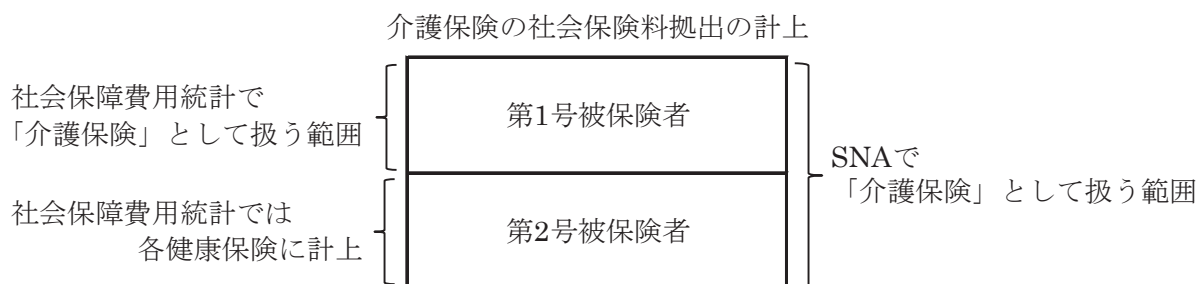 介護保険の社会保険料拠出の計上
社会保障費用統計で
「介護保険」として扱う範囲
第1号被保険者
SNAで
「介護保険」として扱う範囲
社会保障費用統計では
各健康保険に計上
第2号被保険者